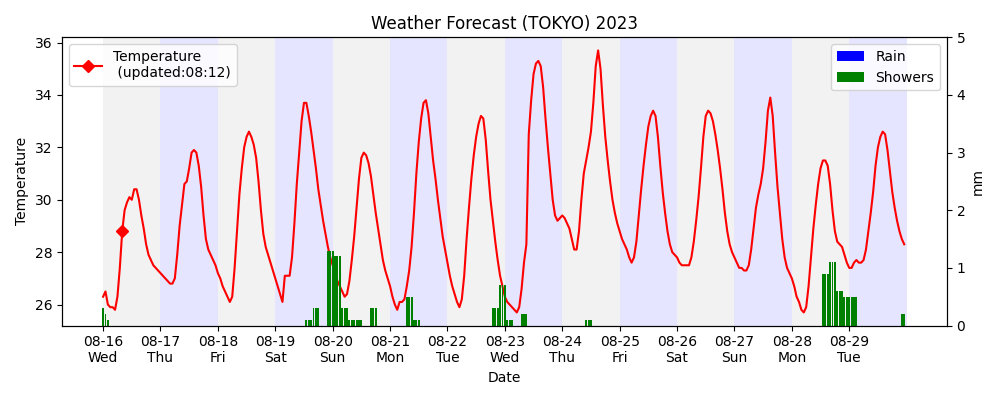 Weather Forecast (TOKYO) 2023
Temperature
(updated:08:12)
Rain
Showers
36
34
32
30
28
26
Temperature
5
4
3
2
1
0
mm
08-16 08-17 08-18 08-19 08-20 08-21 08-22 08-23 08-24 08-25 08-26 08-27 08-28 08-29
Wed Thu Fri Sat Sun Mon Tue Wed Thu Fri Sat Sun Mon Tue
Date